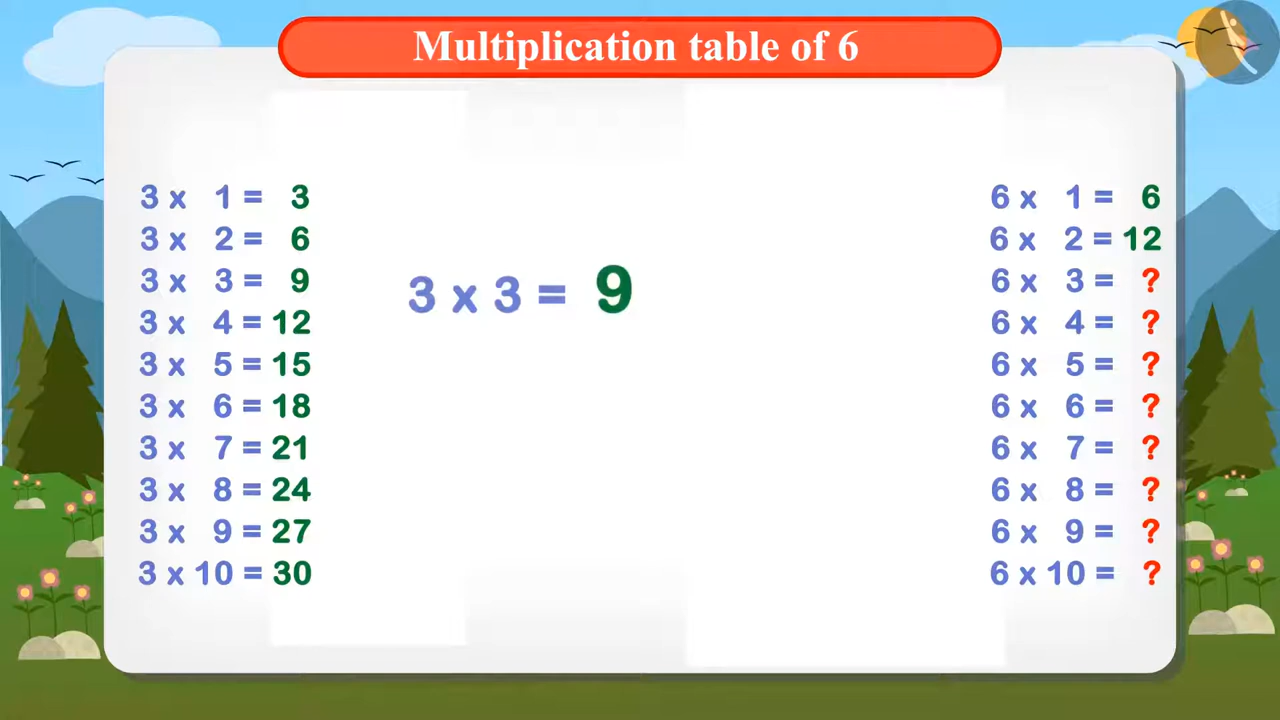 Multiplication table of 6
3 x 1 = 3
3 x 2 = 6
3 x 3 = 9
3 x 4 = 12
3 x 5 = 15
3 x 6 = 18
3 x 7 = 21
3 x 8 = 24
3 x 9 = 27
3 x 10 = 30
3 x 3 = 9
6 x 1 = 6
6 x 2 = 12
6 x 3 = ?
6 x 4 = ?
6 x 5 = ?
6 x 6 = ?
6 x 7 = ?
6 x 8 = ?
6 x 9 = ?
6 x 10 = ?